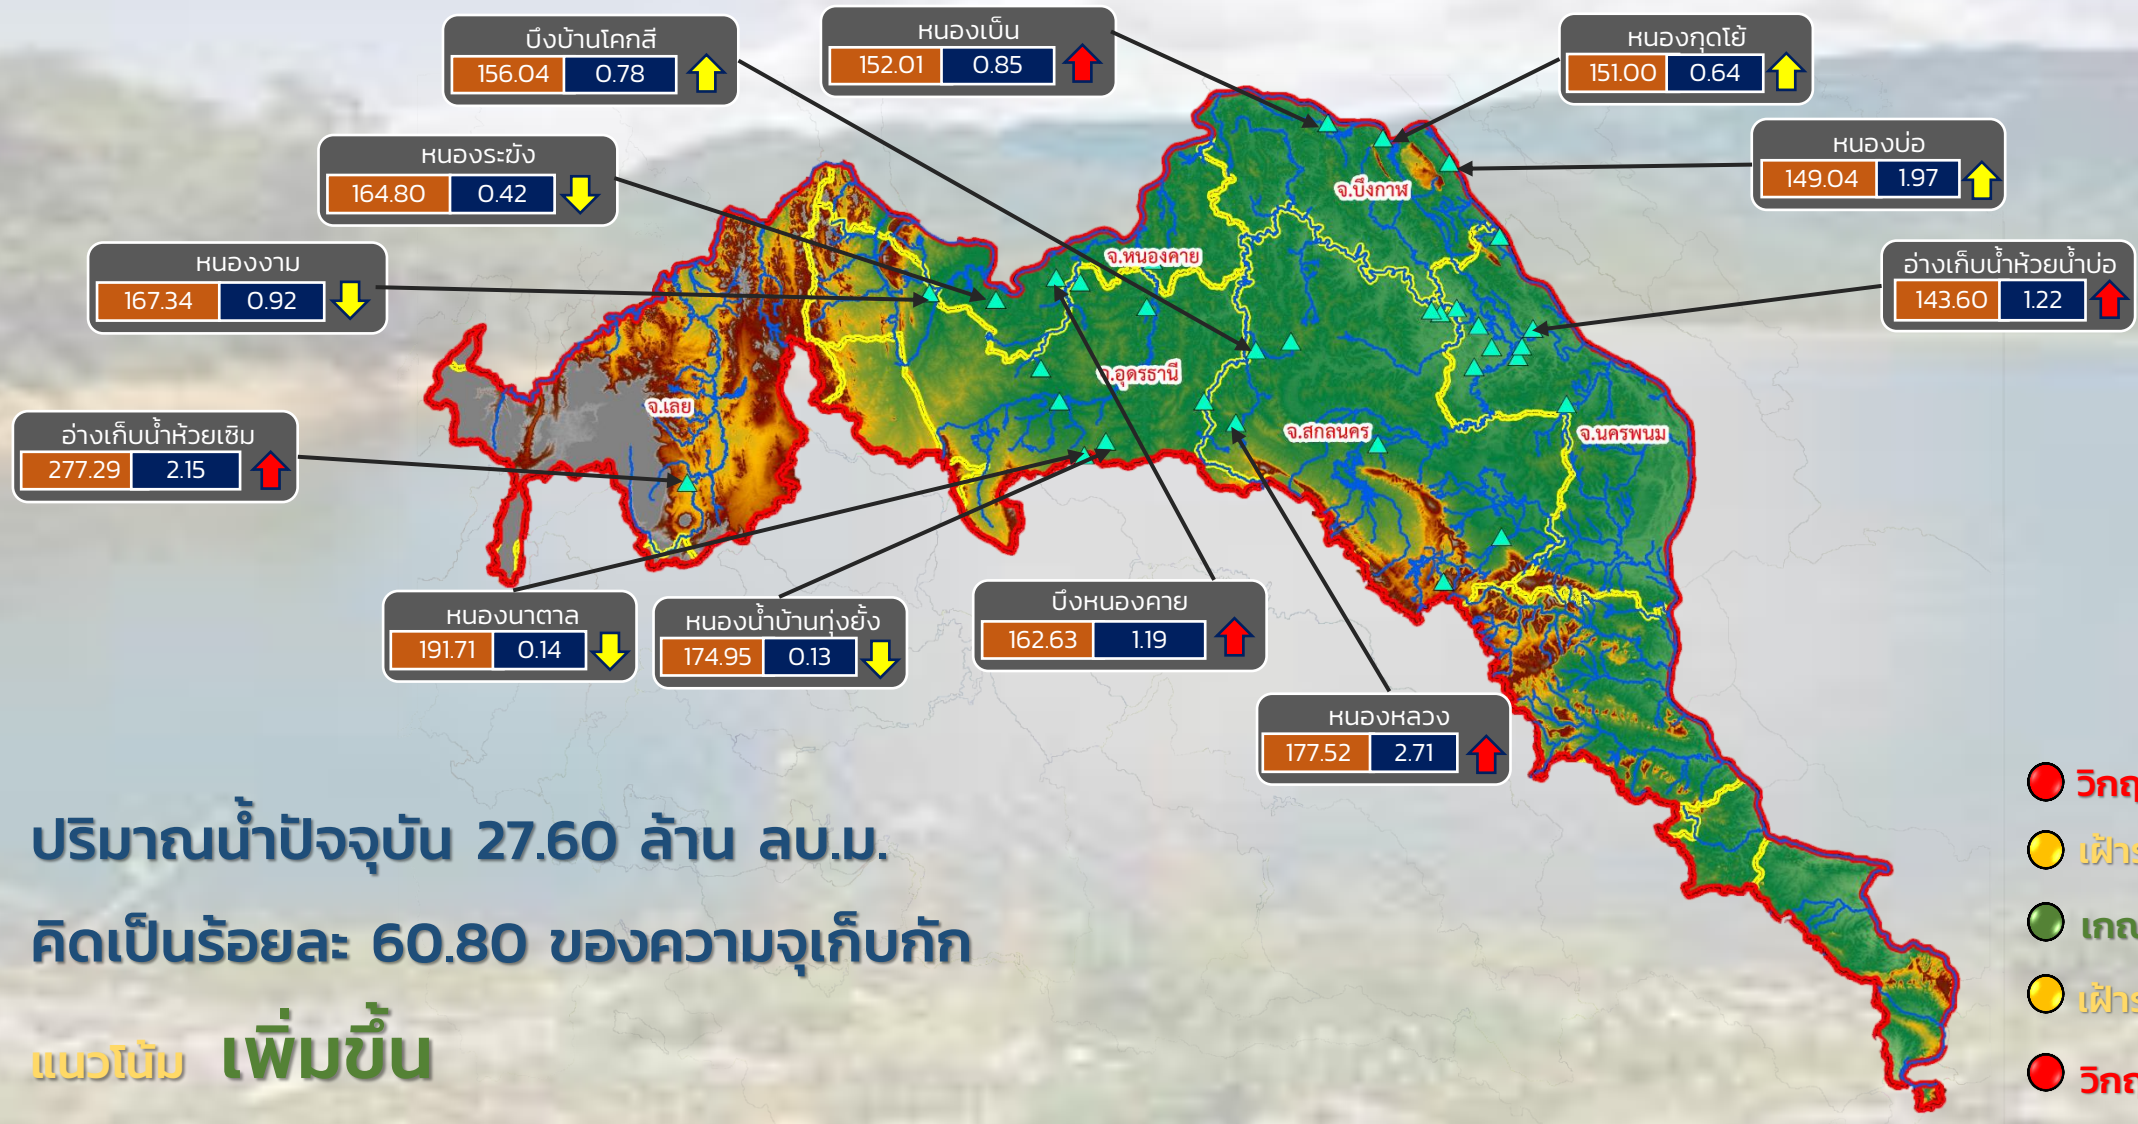 บึงบ้านโคกสี
156.04 0.78
หนองเบ็น
152.01 0.85
หนองกุดโย้
151.00 0.64
หนองระฆัง
164.80 0.42
หนองบ่อ
149.04 1.97
หนองงาม
167.34 0.92
อ่างเก็บน้ำห้วยน้ำบ่อ
143.60 1.22
อ่างเก็บน้ำห้วยเซิม
277.29 2.15
จ.บึงกาฬ
จ.หนองคาย
จ.อุดรธานี
จ.เลย
จ.สกลนคร
จ.นครพนม
หนองนาตาล
191.71 0.14
หนองน้ำบ้านทุ่งยั้ง
174.95 0.13
บึงหนองคาย
162.63 1.19
หนองหลวง
177.52 2.71
ปริมาณน้ำปัจจุบัน 27.60 ล้าน ลบ.ม.
คิดเป็นร้อยละ 60.80 ของความจุเก็บกัก
แนวโน้ม เพิ่มขึ้น